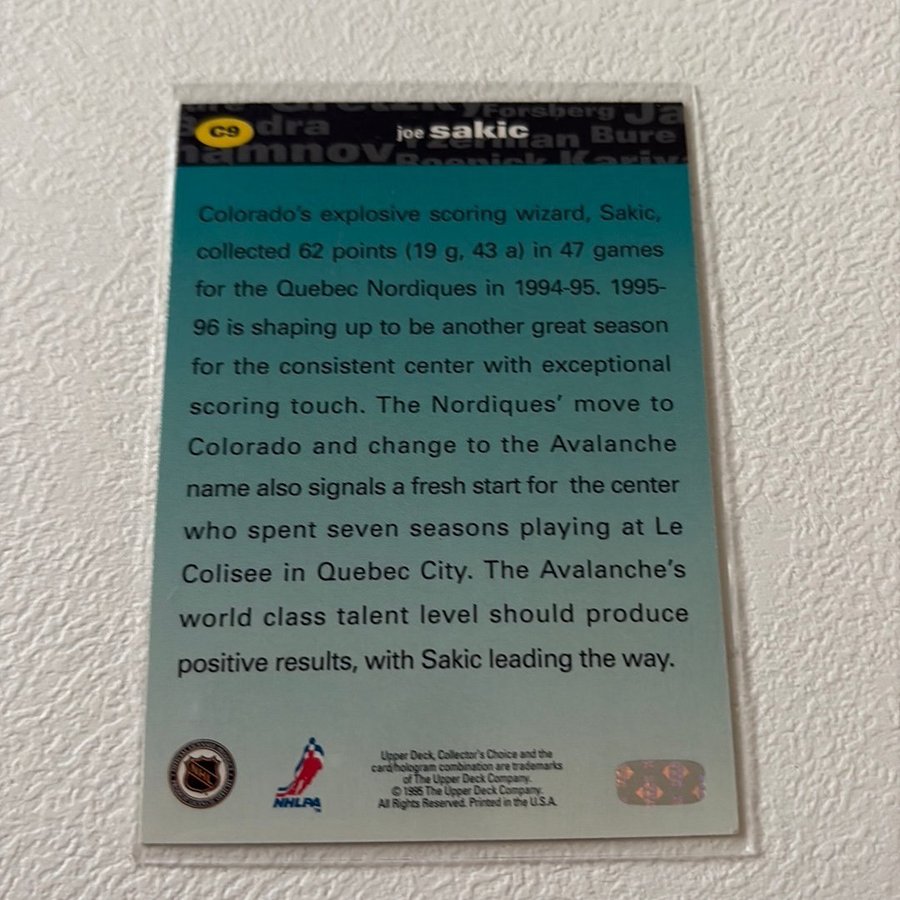 Gretzky Forsberg Ja
C9 dra joe sakic Yzerman Bure
hamnov Roenick Kariya
Colorado's explosive scoring wizard, Sakic,
collected 62 points (19 g, 43 a) in 47 games
for the Quebec Nordiques in 1994-95. 1995-
96 is shaping up to be another great season
for the consistent center with exceptional
scoring touch. The Nordiques' move to
Colorado and change to the Avalanche
name also signals a fresh start for the center
who spent seven seasons playing at Le
Colisee in Quebec City. The Avalanche's
world class talent level should produce
positive results, with Sakic leading the way.
NHL
NHLPA
Upper Deck, Collector's Choice and the
card/hologram combination are trademarks
of The Upper Deck Company.
© 1995 The Upper Deck Company.
All Rights Reserved. Printed in the U.S.A.